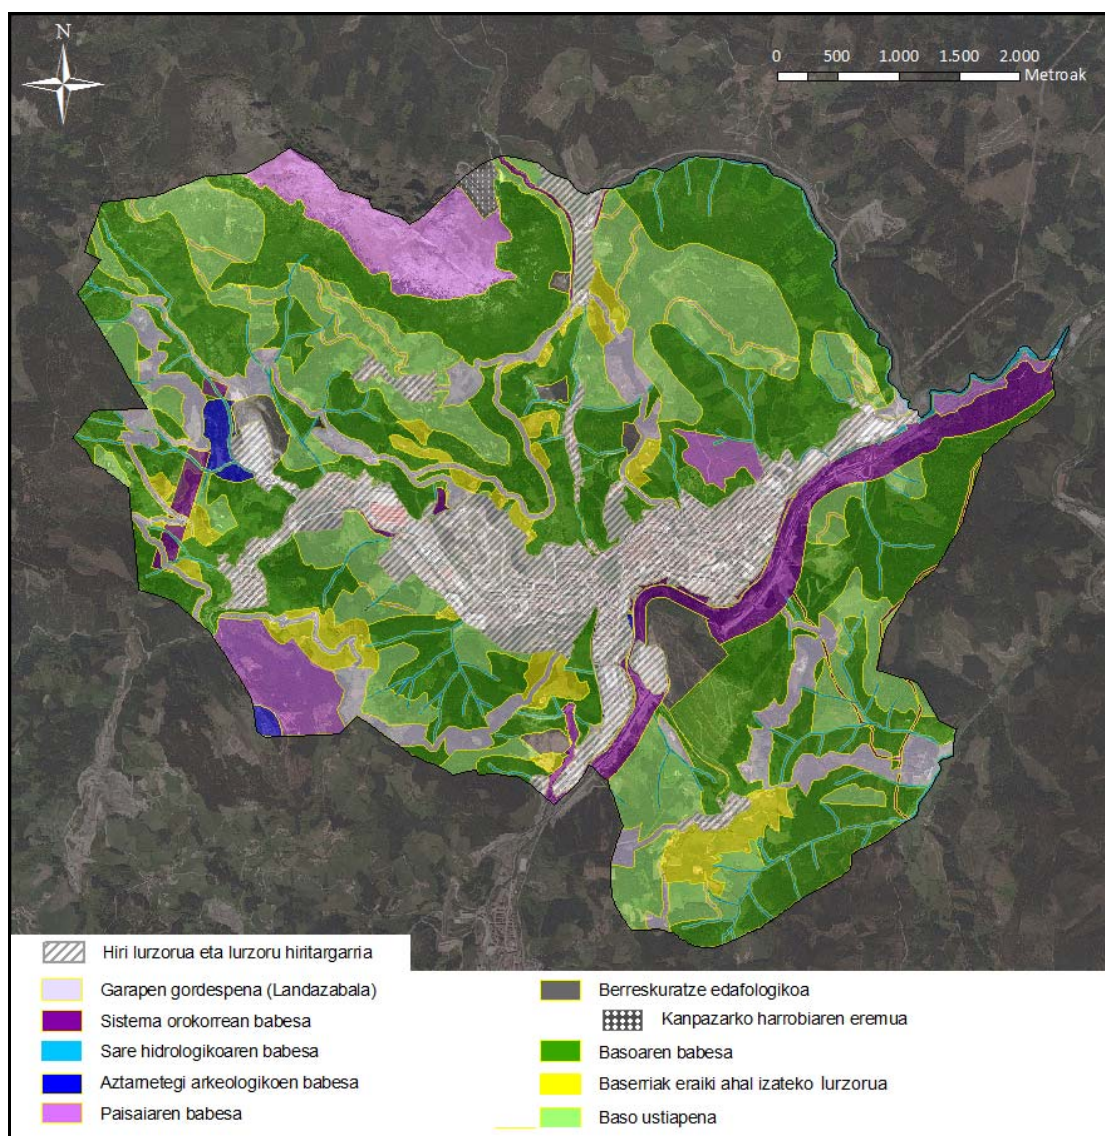 N
0 500 1.000 1.500 2.000
Metroak
Hiri lurzorua eta lurzoru hiritargarria
Garapen gordespena (Landazabala)
Sistema orokorrean babesa
Sare hidrologikoaren babesa
Aztarnetegi arkeologikoen babesa
Paisaiaren babesa
Berreskuratze edafologikoa
Kanpazarko harrobiaren eremua
Basoaren babesa
Baserriak eraiki ahal izateko lurzorua
Baso ustiapena